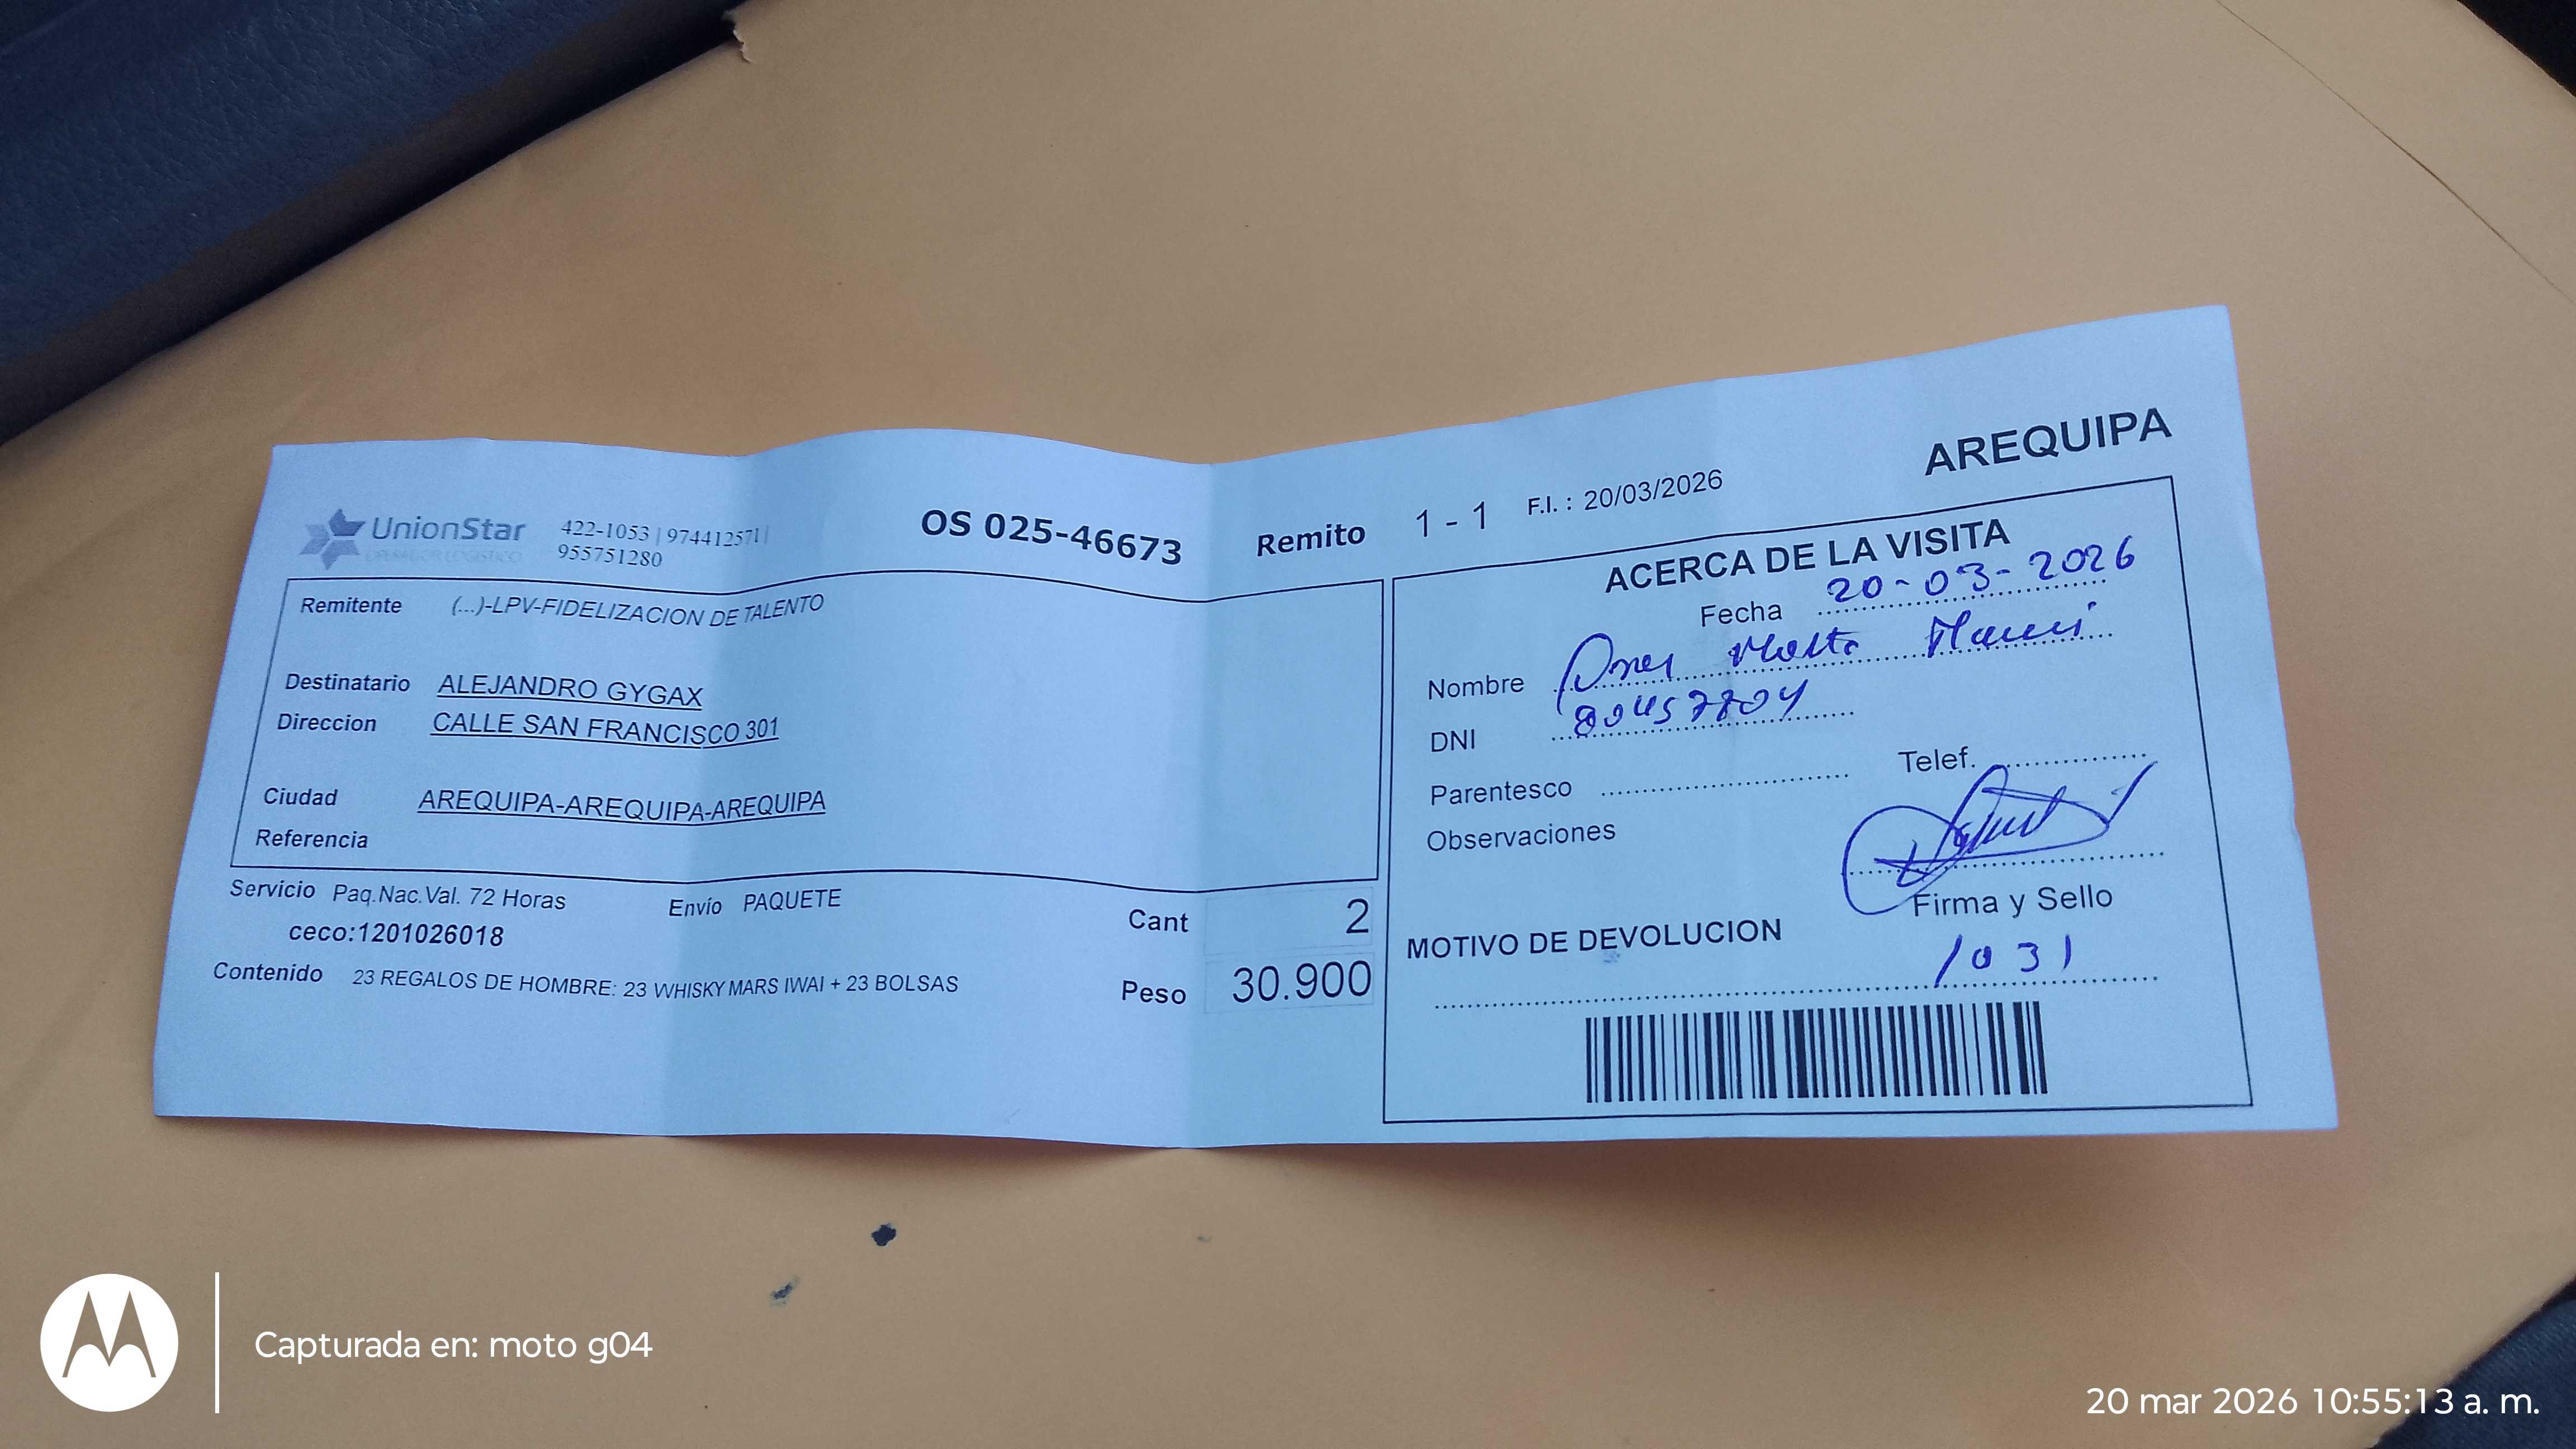 UnionStar
OPERADOR LOGISTICO
422-1053 | 974412571 |
955751280
OS 025-46673
Remito 1 - 1 F.I. : 20/03/2026
AREQUIPA
Remitente (...)-LPV-FIDELIZACION DE TALENTO
Destinatario ALEJANDRO GYGAX
Direccion CALLE SAN FRANCISCO 301
Ciudad AREQUIPA-AREQUIPA-AREQUIPA
Referencia
Servicio Paq.Nac.Val. 72 Horas Envío PAQUETE
ceco:1201026018
Contenido 23 REGALOS DE HOMBRE: 23 WHISKY MARS IWAI + 23 BOLSAS
Cant 2
Peso 30.900
ACERCA DE LA VISITA
Fecha 20-03-2026
Nombre
DNI
Parentesco
Telef.
Observaciones
Firma y Sello
MOTIVO DE DEVOLUCION
1031
Capturada en: moto g04
20 mar 2026 10:55:13 a. m.